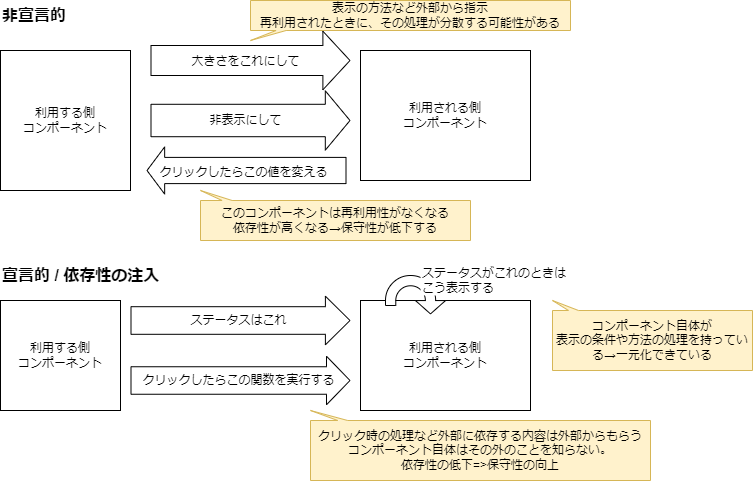 非宣言的
表示の方法など外部から指示
再利用されたときに、その処理が分散する可能性がある
利用する側
コンポーネント
大きさをこれにして
非表示にして
クリックしたらこの値を変える
利用される側
コンポーネント
このコンポーネントは再利用性がなくなる
依存性が高くなる→保守性が低下する
宣言的 / 依存性の注入
利用する側
コンポーネント
ステータスはこれ
クリックしたらこの関数を実行する
ステータスがこれのときは
こう表示する
利用される側
コンポーネント
コンポーネント自体が
表示の条件や方法の処理を持ってい
る→一元化できている
クリック時の処理など外部に依存する内容は外部からもらう
コンポーネント自体はその外のことを知らない。
依存性の低下=>保守性の向上